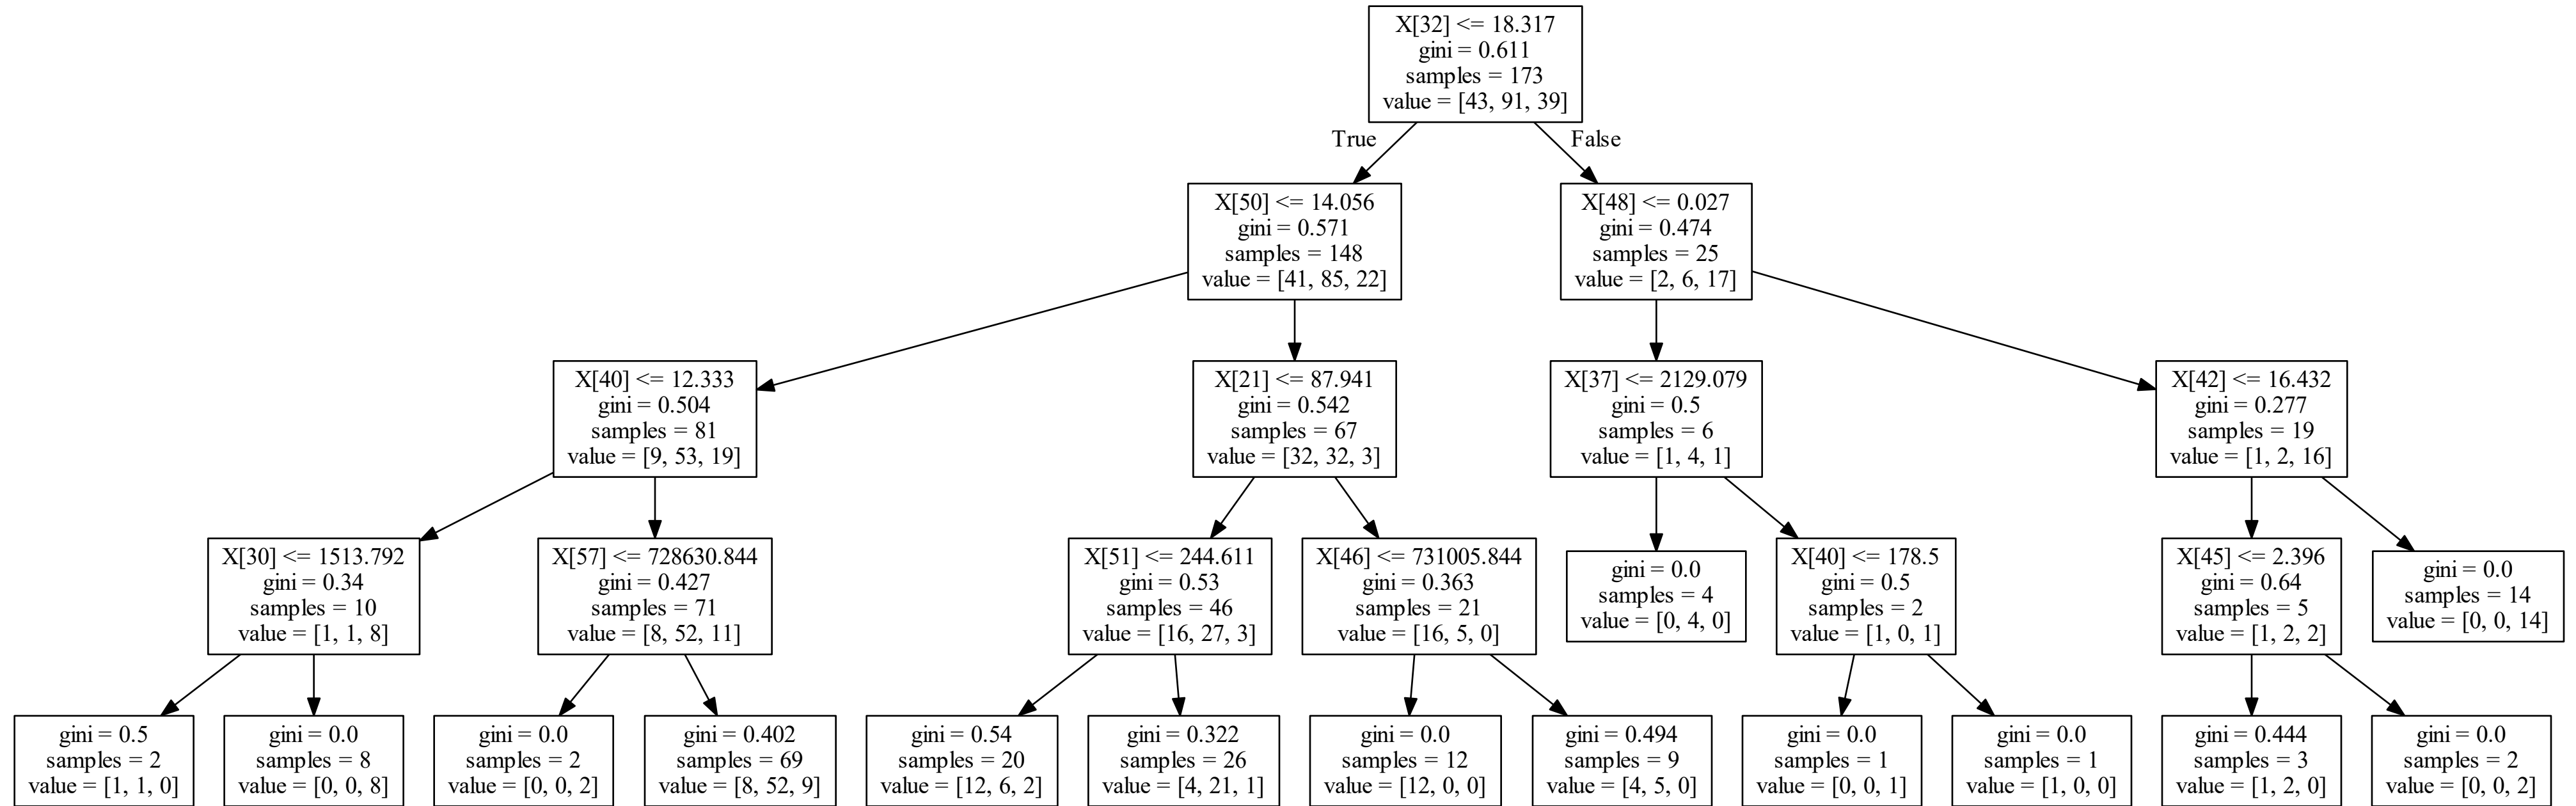 X[32] <= 18.317
gini = 0.611
samples = 173
value = [43, 91, 39]
True
False
X[50] <= 14.056
gini = 0.571
samples = 148
value = [41, 85, 22]
X[48] <= 0.027
gini = 0.474
samples = 25
value = [2, 6, 17]
X[40] <= 12.333
gini = 0.504
samples = 81
value = [9, 53, 19]
X[21] <= 87.941
gini = 0.542
samples = 67
value = [32, 32, 3]
X[37] <= 2129.079
gini = 0.5
samples = 6
value = [1, 4, 1]
X[42] <= 16.432
gini = 0.277
samples = 19
value = [1, 2, 16]
X[30] <= 1513.792
gini = 0.34
samples = 10
value = [1, 1, 8]
X[57] <= 728630.844
gini = 0.427
samples = 71
value = [8, 52, 11]
X[51] <= 244.611
gini = 0.53
samples = 46
value = [16, 27, 3]
X[46] <= 731005.844
gini = 0.363
samples = 21
value = [16, 5, 0]
gini = 0.0
samples = 4
value = [0, 4, 0]
X[40] <= 178.5
gini = 0.5
samples = 2
value = [1, 0, 1]
X[45] <= 2.396
gini = 0.64
samples = 5
value = [1, 2, 2]
gini = 0.0
samples = 14
value = [0, 0, 14]
gini = 0.5
samples = 2
value = [1, 1, 0]
gini = 0.0
samples = 8
value = [0, 0, 8]
gini = 0.0
samples = 2
value = [0, 0, 2]
gini = 0.402
samples = 69
value = [8, 52, 9]
gini = 0.54
samples = 20
value = [12, 6, 2]
gini = 0.322
samples = 26
value = [4, 21, 1]
gini = 0.0
samples = 12
value = [12, 0, 0]
gini = 0.494
samples = 9
value = [4, 5, 0]
gini = 0.0
samples = 1
value = [0, 0, 1]
gini = 0.0
samples = 1
value = [1, 0, 0]
gini = 0.444
samples = 3
value = [1, 2, 0]
gini = 0.0
samples = 2
value = [0, 0, 2]